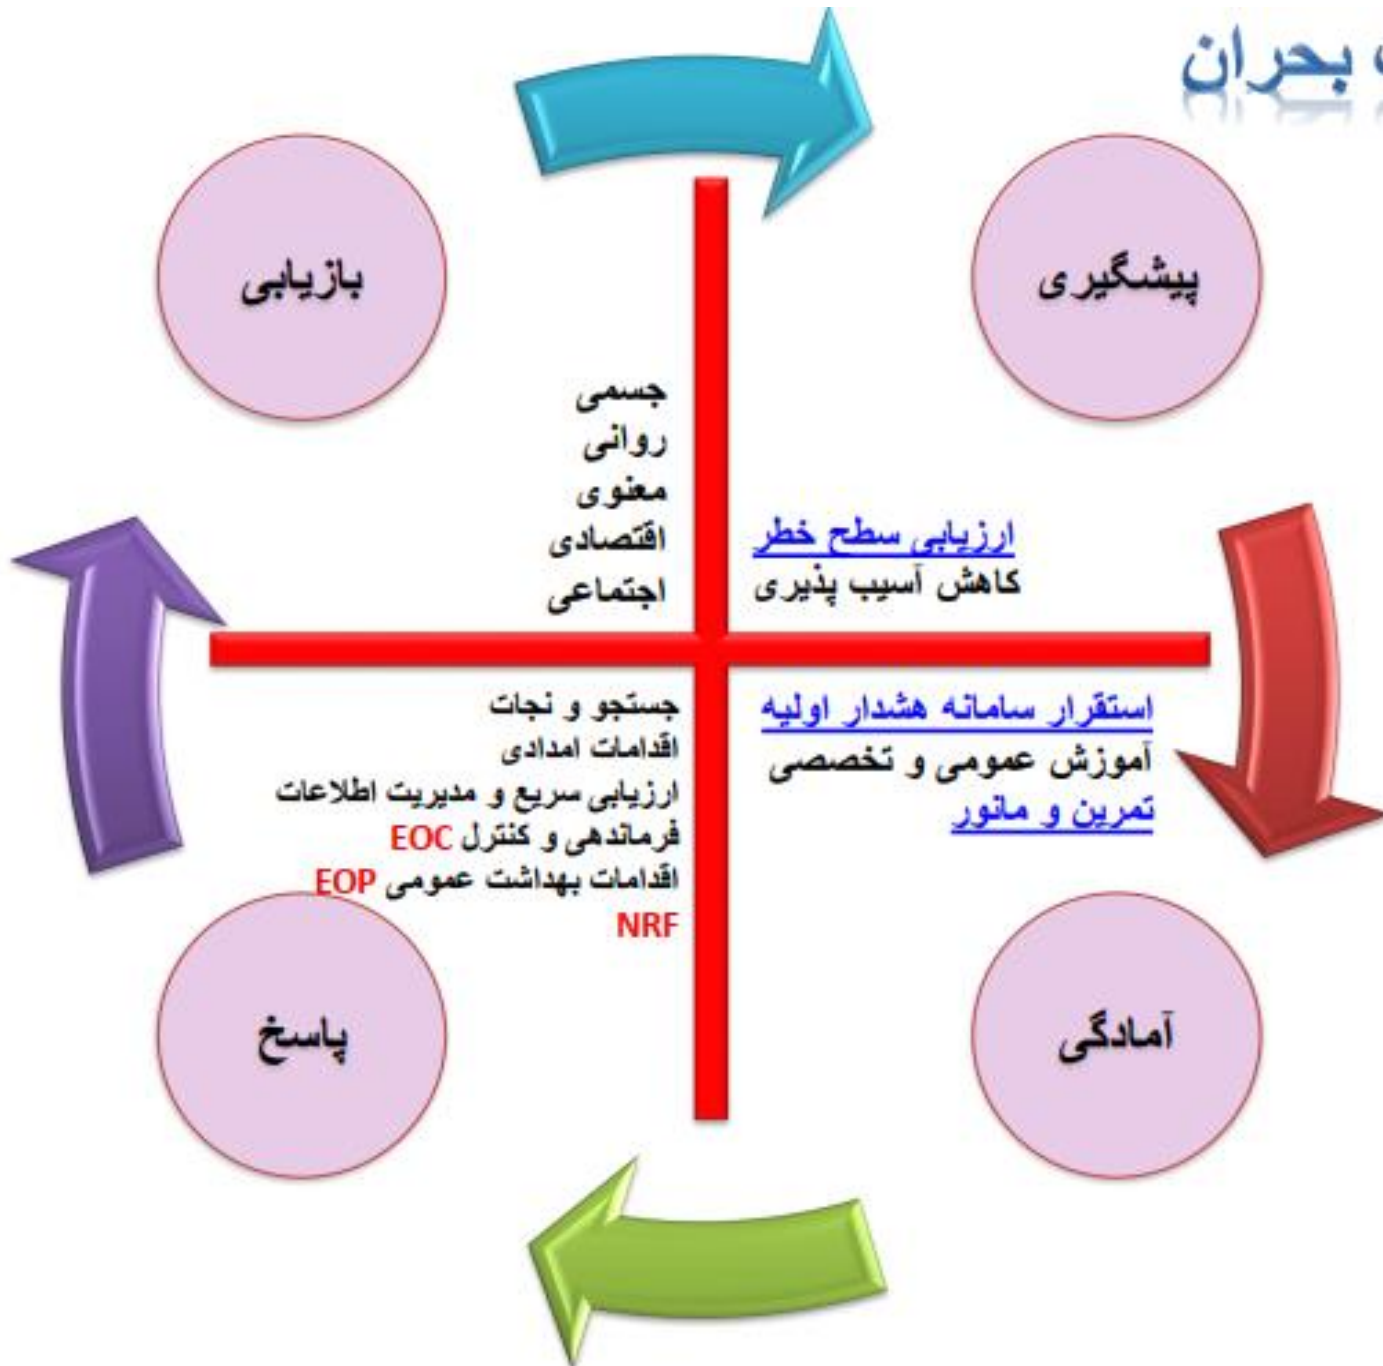 بحران
پیشگیری
بازیابی
جسمی
روانی
معنوی
اقتصادی
اجتماعی
ارزیابی سطح خطر
کاهش آسیب پذیری
استقرار سامانه هشدار اولیه
آموزش عمومی و تخصصی
تمرین و مانور
جستجو و نجات
اقدامات امدادی
ارزیابی سریع و مدیریت اطلاعات
فرماندهی و کنترل EOC
اقدامات بهداشت عمومی EOP
NRF
آمادگی
پاسخ